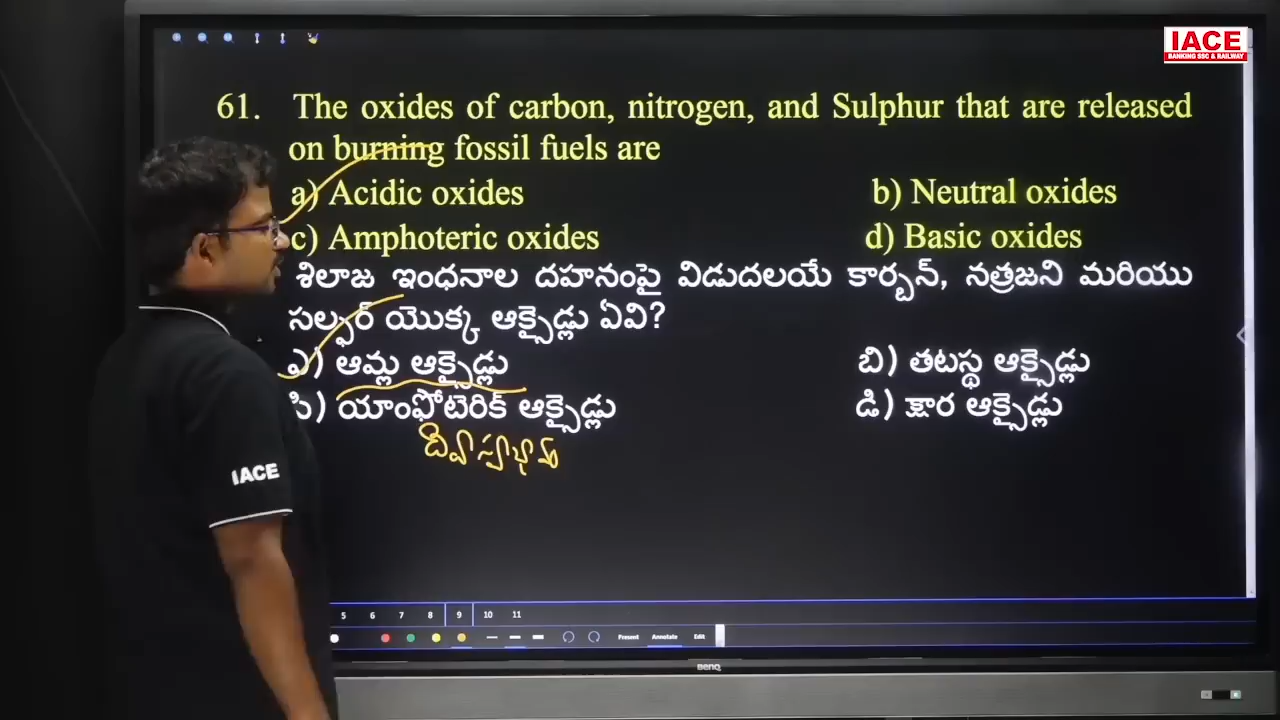 IACE
BANKING SSC & RAILWAY
61. The oxides of carbon, nitrogen, and Sulphur that are released
on burning fossil fuels are
a) Acidic oxides b) Neutral oxides
c) Amphoteric oxides d) Basic oxides
శిలాజ ఇంధనాల దహనంపై విడుదలయే కార్బన్, నత్రజని మరియు
సల్ఫర్ యొక్క ఆక్సైడ్లు ఏవి?
ఎ) ఆమ్ల ఆక్సైడ్లు బి) తటస్థ ఆక్సైడ్లు
సి) యాంఫోటెరిక్ ఆక్సైడ్లు డి) క్షార ఆక్సైడ్లు
IACE
5 6 7 8 9 10 11
Present Annotate Edit
BenQ